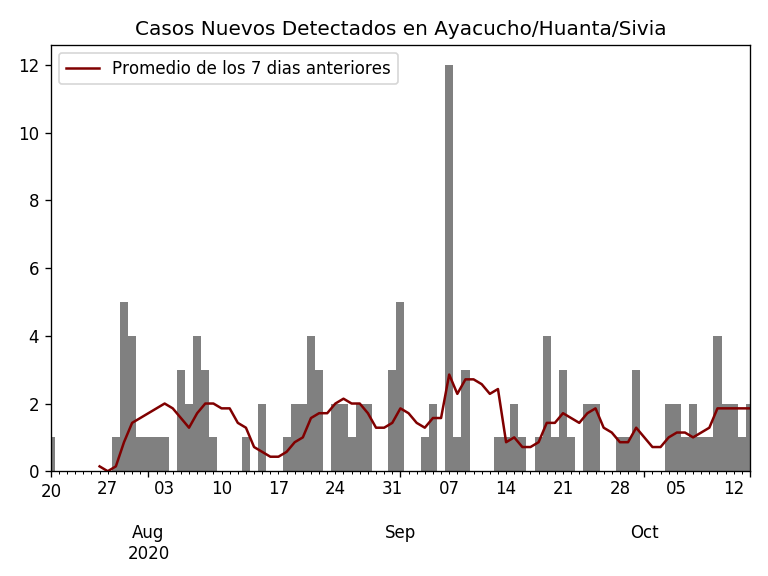 Casos Nuevos Detectados en Ayacucho/Huanta/Sivia
Promedio de los 7 dias anteriores
12
10
8
6
4
2
0
20 27 03 10 17 24 31 07 14 21 28 05 12
Aug Sep Oct
2020